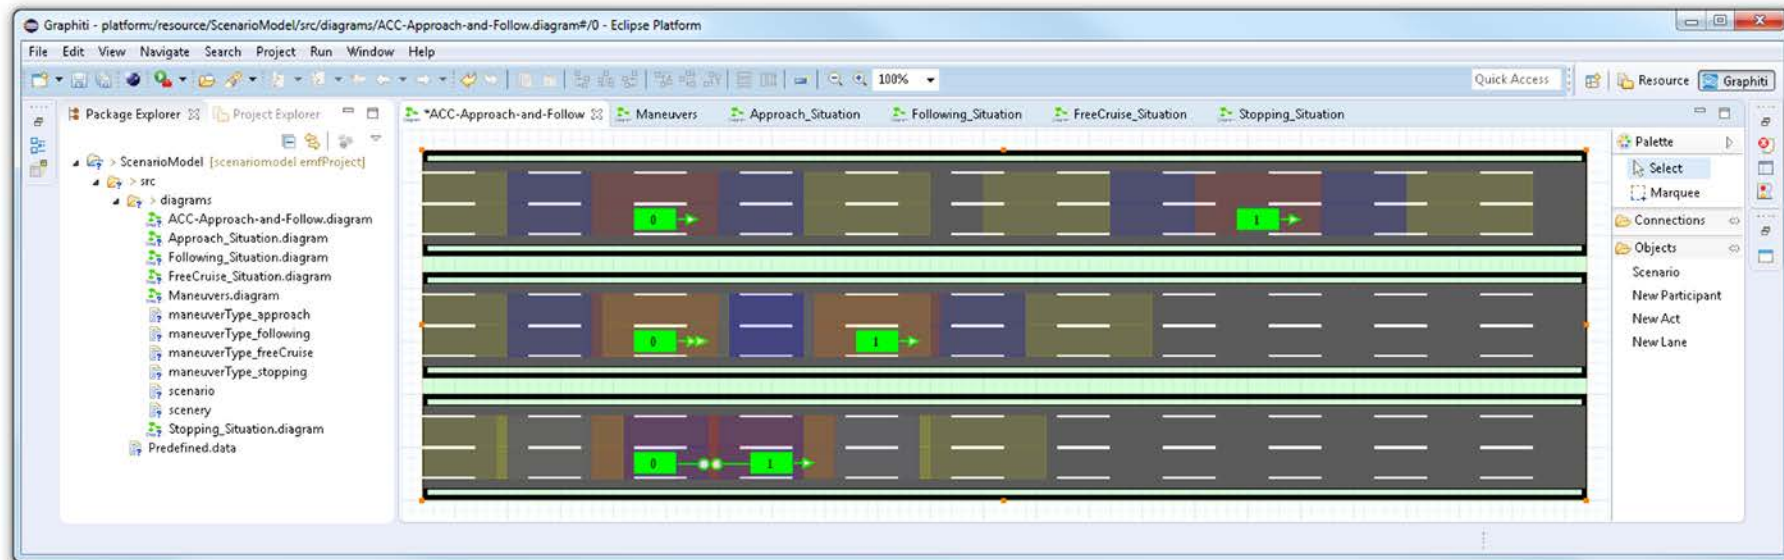 Graphiti - platform:/resource/ScenarioModel/src/diagrams/ACC-Approach-and-Follow.diagram#/0 - Eclipse Platform
File Edit View Navigate Search Project Run Window Help
100% Quick Access Resource Graphiti
Package Explorer Project Explorer *ACC-Approach-and-Follow Maneuvers Approach_Situation Following_Situation FreeCruise_Situation Stopping_Situation
> ScenarioModel [scenariomodel emfProject]
> src
> diagrams
ACC-Approach-and-Follow.diagram
Approach_Situation.diagram
Following_Situation.diagram
FreeCruise_Situation.diagram
Maneuvers.diagram
maneuverType_approach
maneuverType_following
maneuverType_freeCruise
maneuverType_stopping
scenario
scenery
Stopping_Situation.diagram
Predefined.data
0 1
0 1
0 1
Palette
Select
Marquee
Connections
Objects
Scenario
New Participant
New Act
New Lane